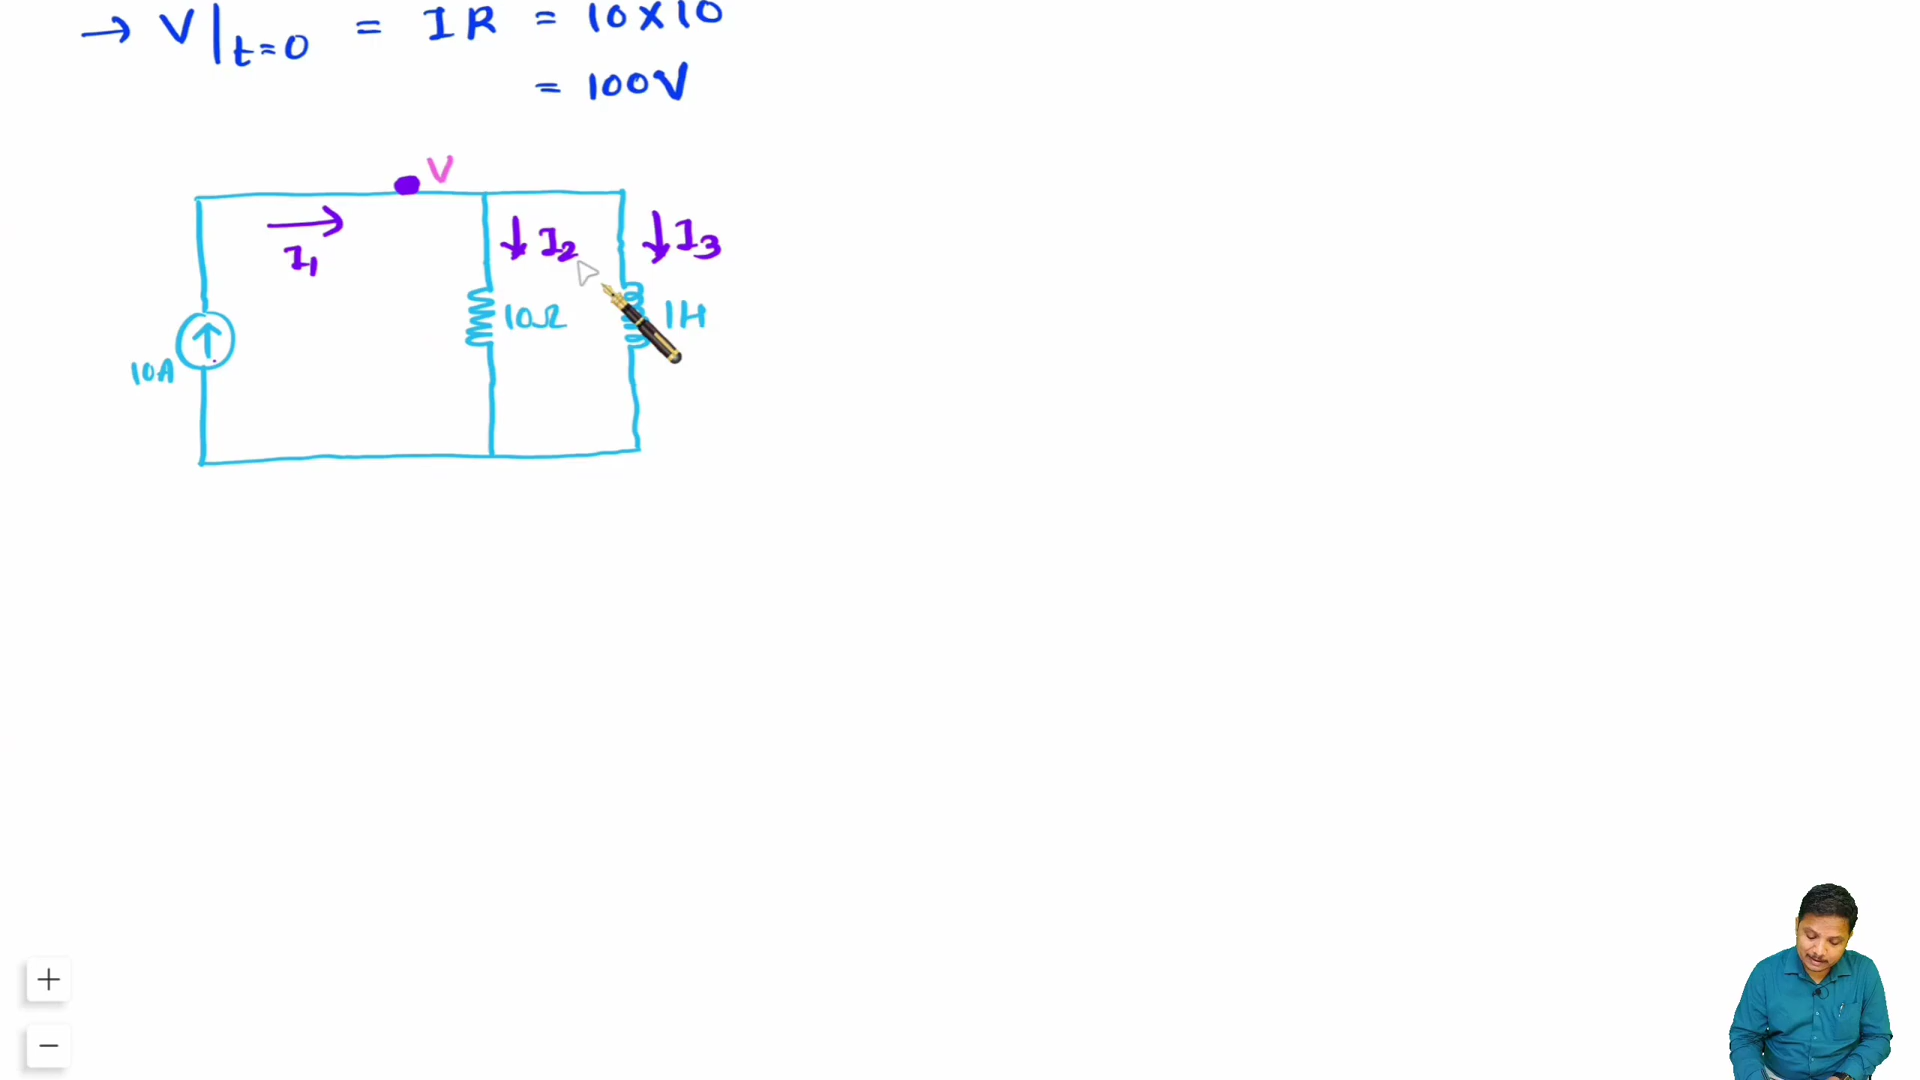 → V|t=0 = IR = 10×10
= 100V
V
I1
↓ I2
↓ I3
10Ω
1H
10A
+
−